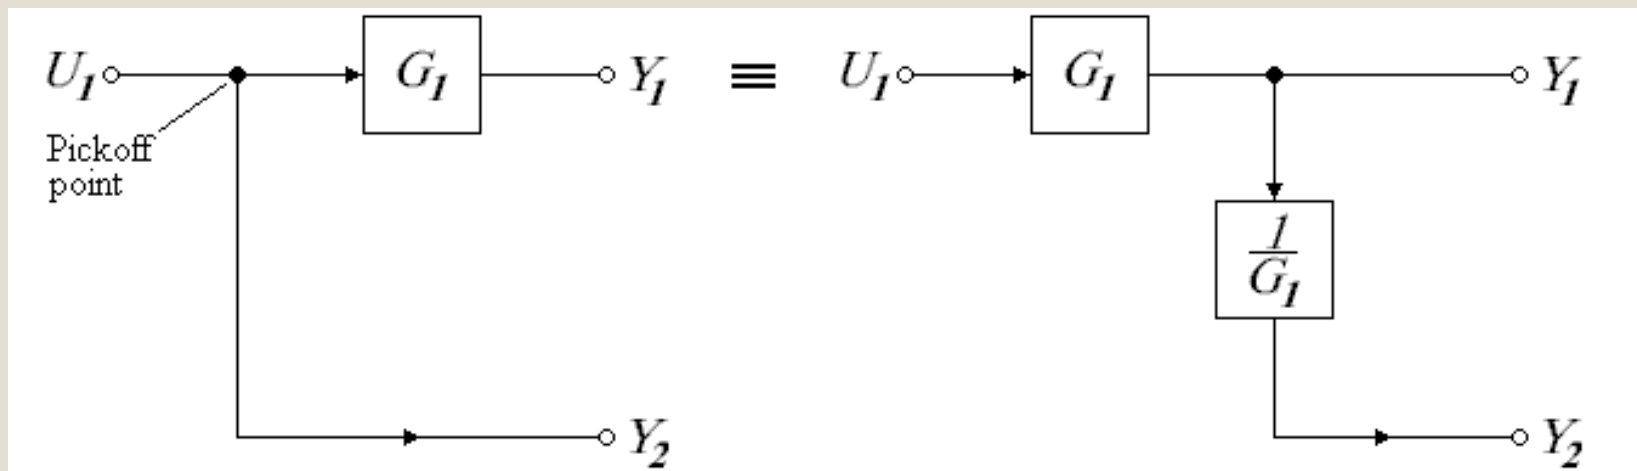 U1 G1 Y1 ≡ U1 G1 Y1
Pickoff
point
1
G1
Y2 Y2